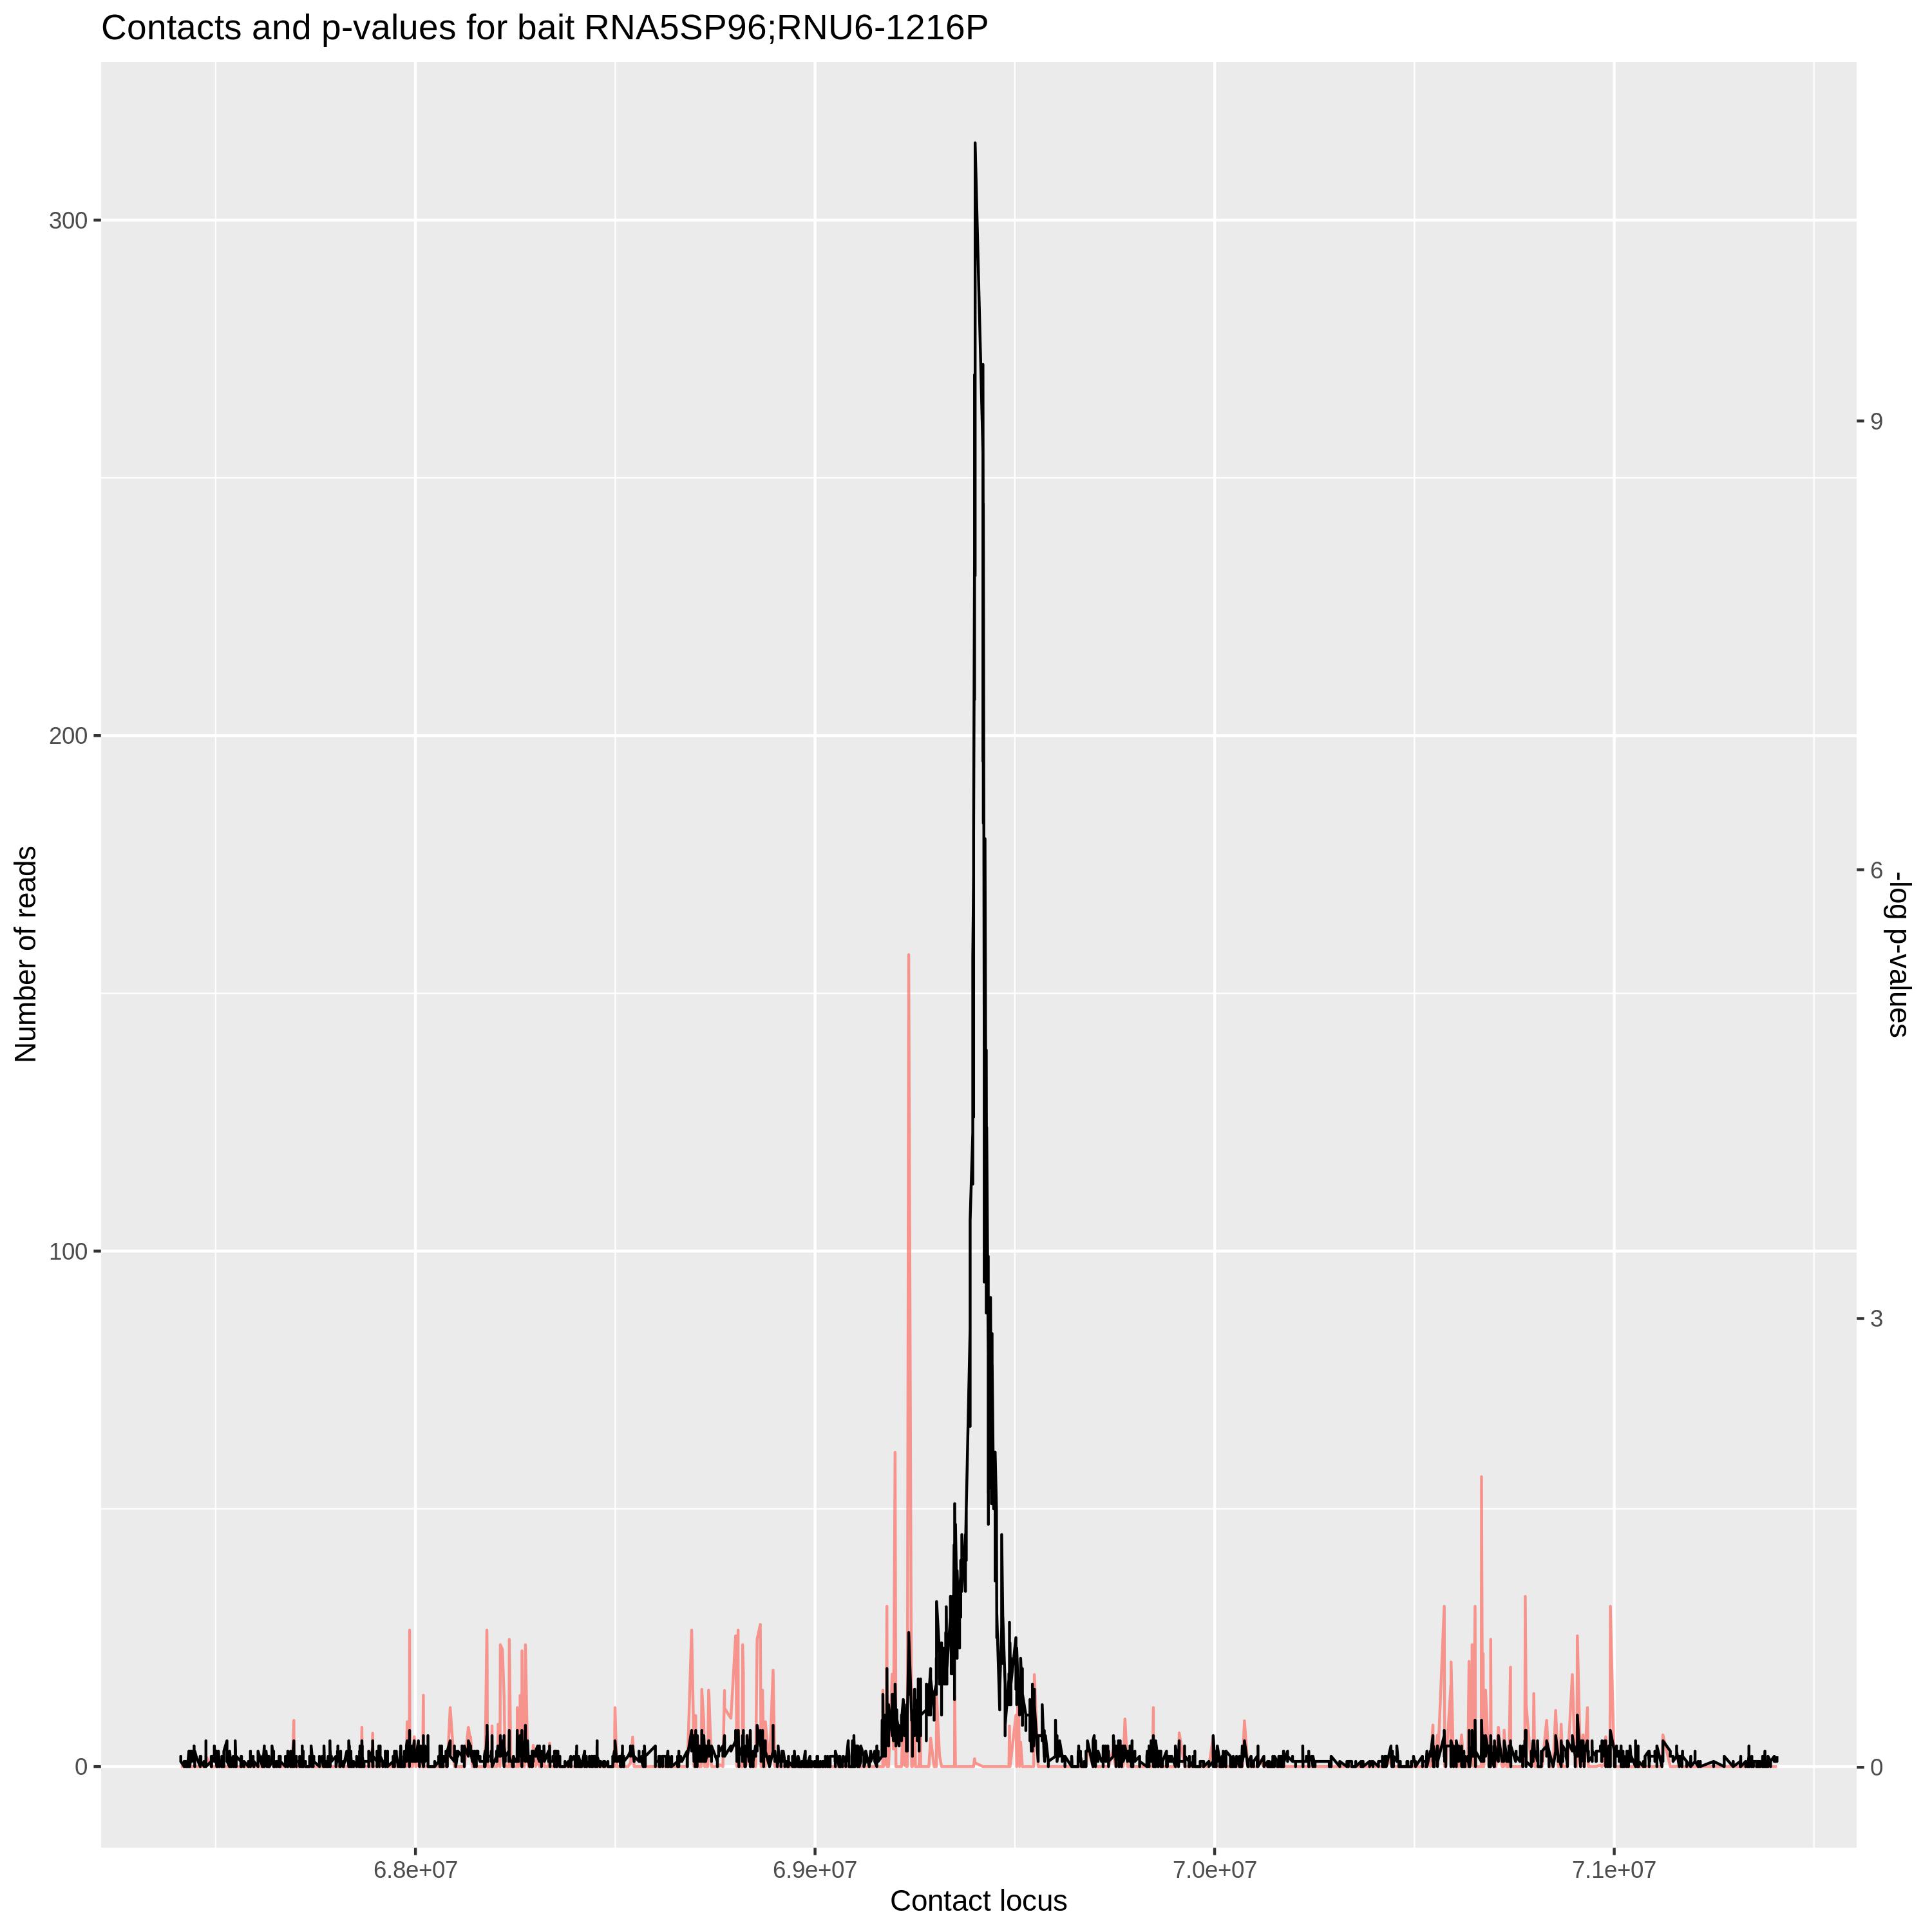 Contacts and p-values for bait RNA5SP96;RNU6-1216P
300
200
100
0
Number of reads
9
6
3
0
-log p-values
6.8e+07
6.9e+07
7.0e+07
7.1e+07
Contact locus